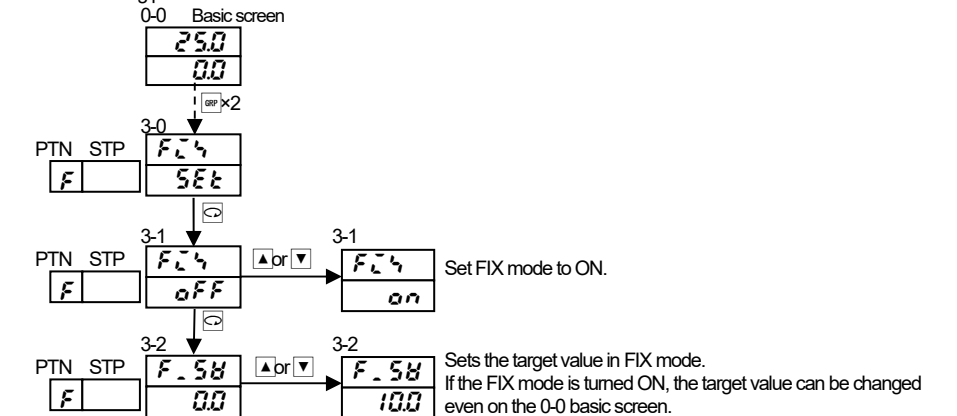 0-0 Basic screen
25.0
0.0
GRP ×2
3-0
PTN STP
F
FIX
SEt
3-1
PTN STP
F
FIX
oFF
▲ or ▼
3-1
FIX
on
Set FIX mode to ON.
3-2
PTN STP
F
F_SV
0.0
▲ or ▼
3-2
F_SV
10.0
Sets the target value in FIX mode.
If the FIX mode is turned ON, the target value can be changed
even on the 0-0 basic screen.